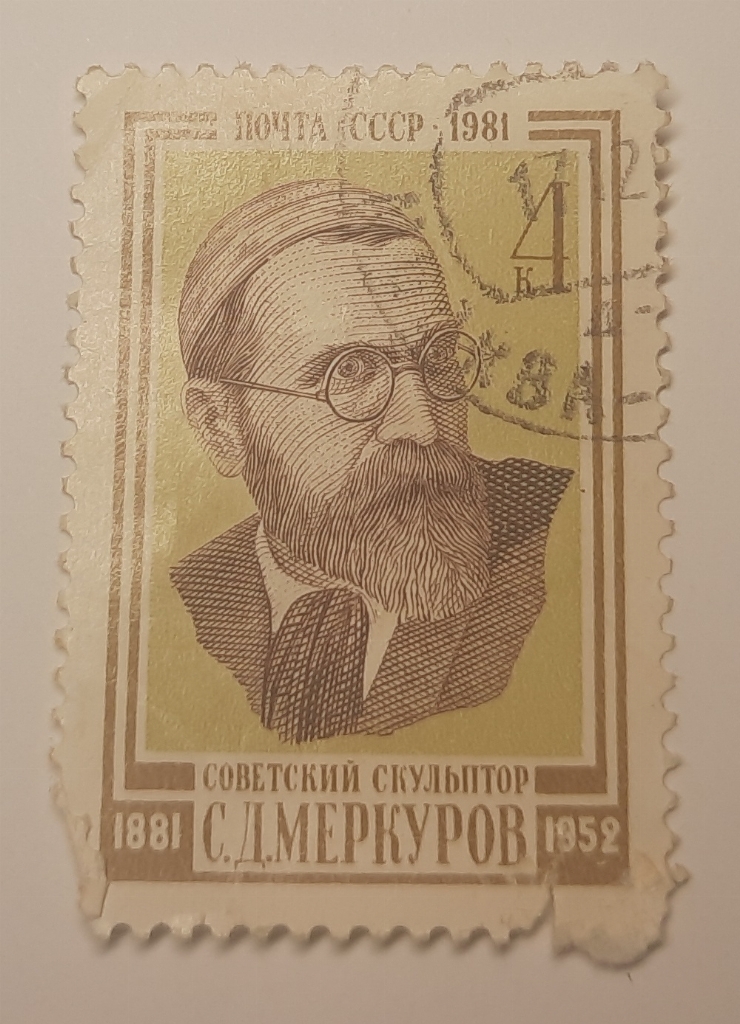 ПОЧТА СССР · 1981
4
К
СОВЕТСКИЙ СКУЛЬПТОР
1881 С.Д.МЕРКУРОВ 1952